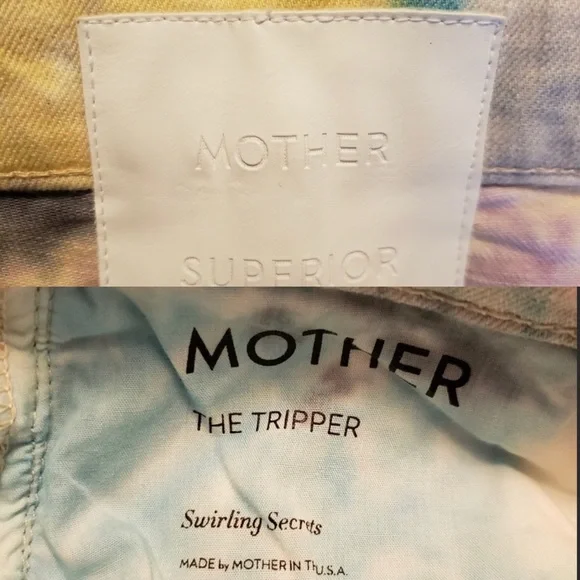 MOTHER
SUPERIOR
MOTHER
THE TRIPPER
Swirling Secrets
MADE by MOTHER IN THE U.S.A.